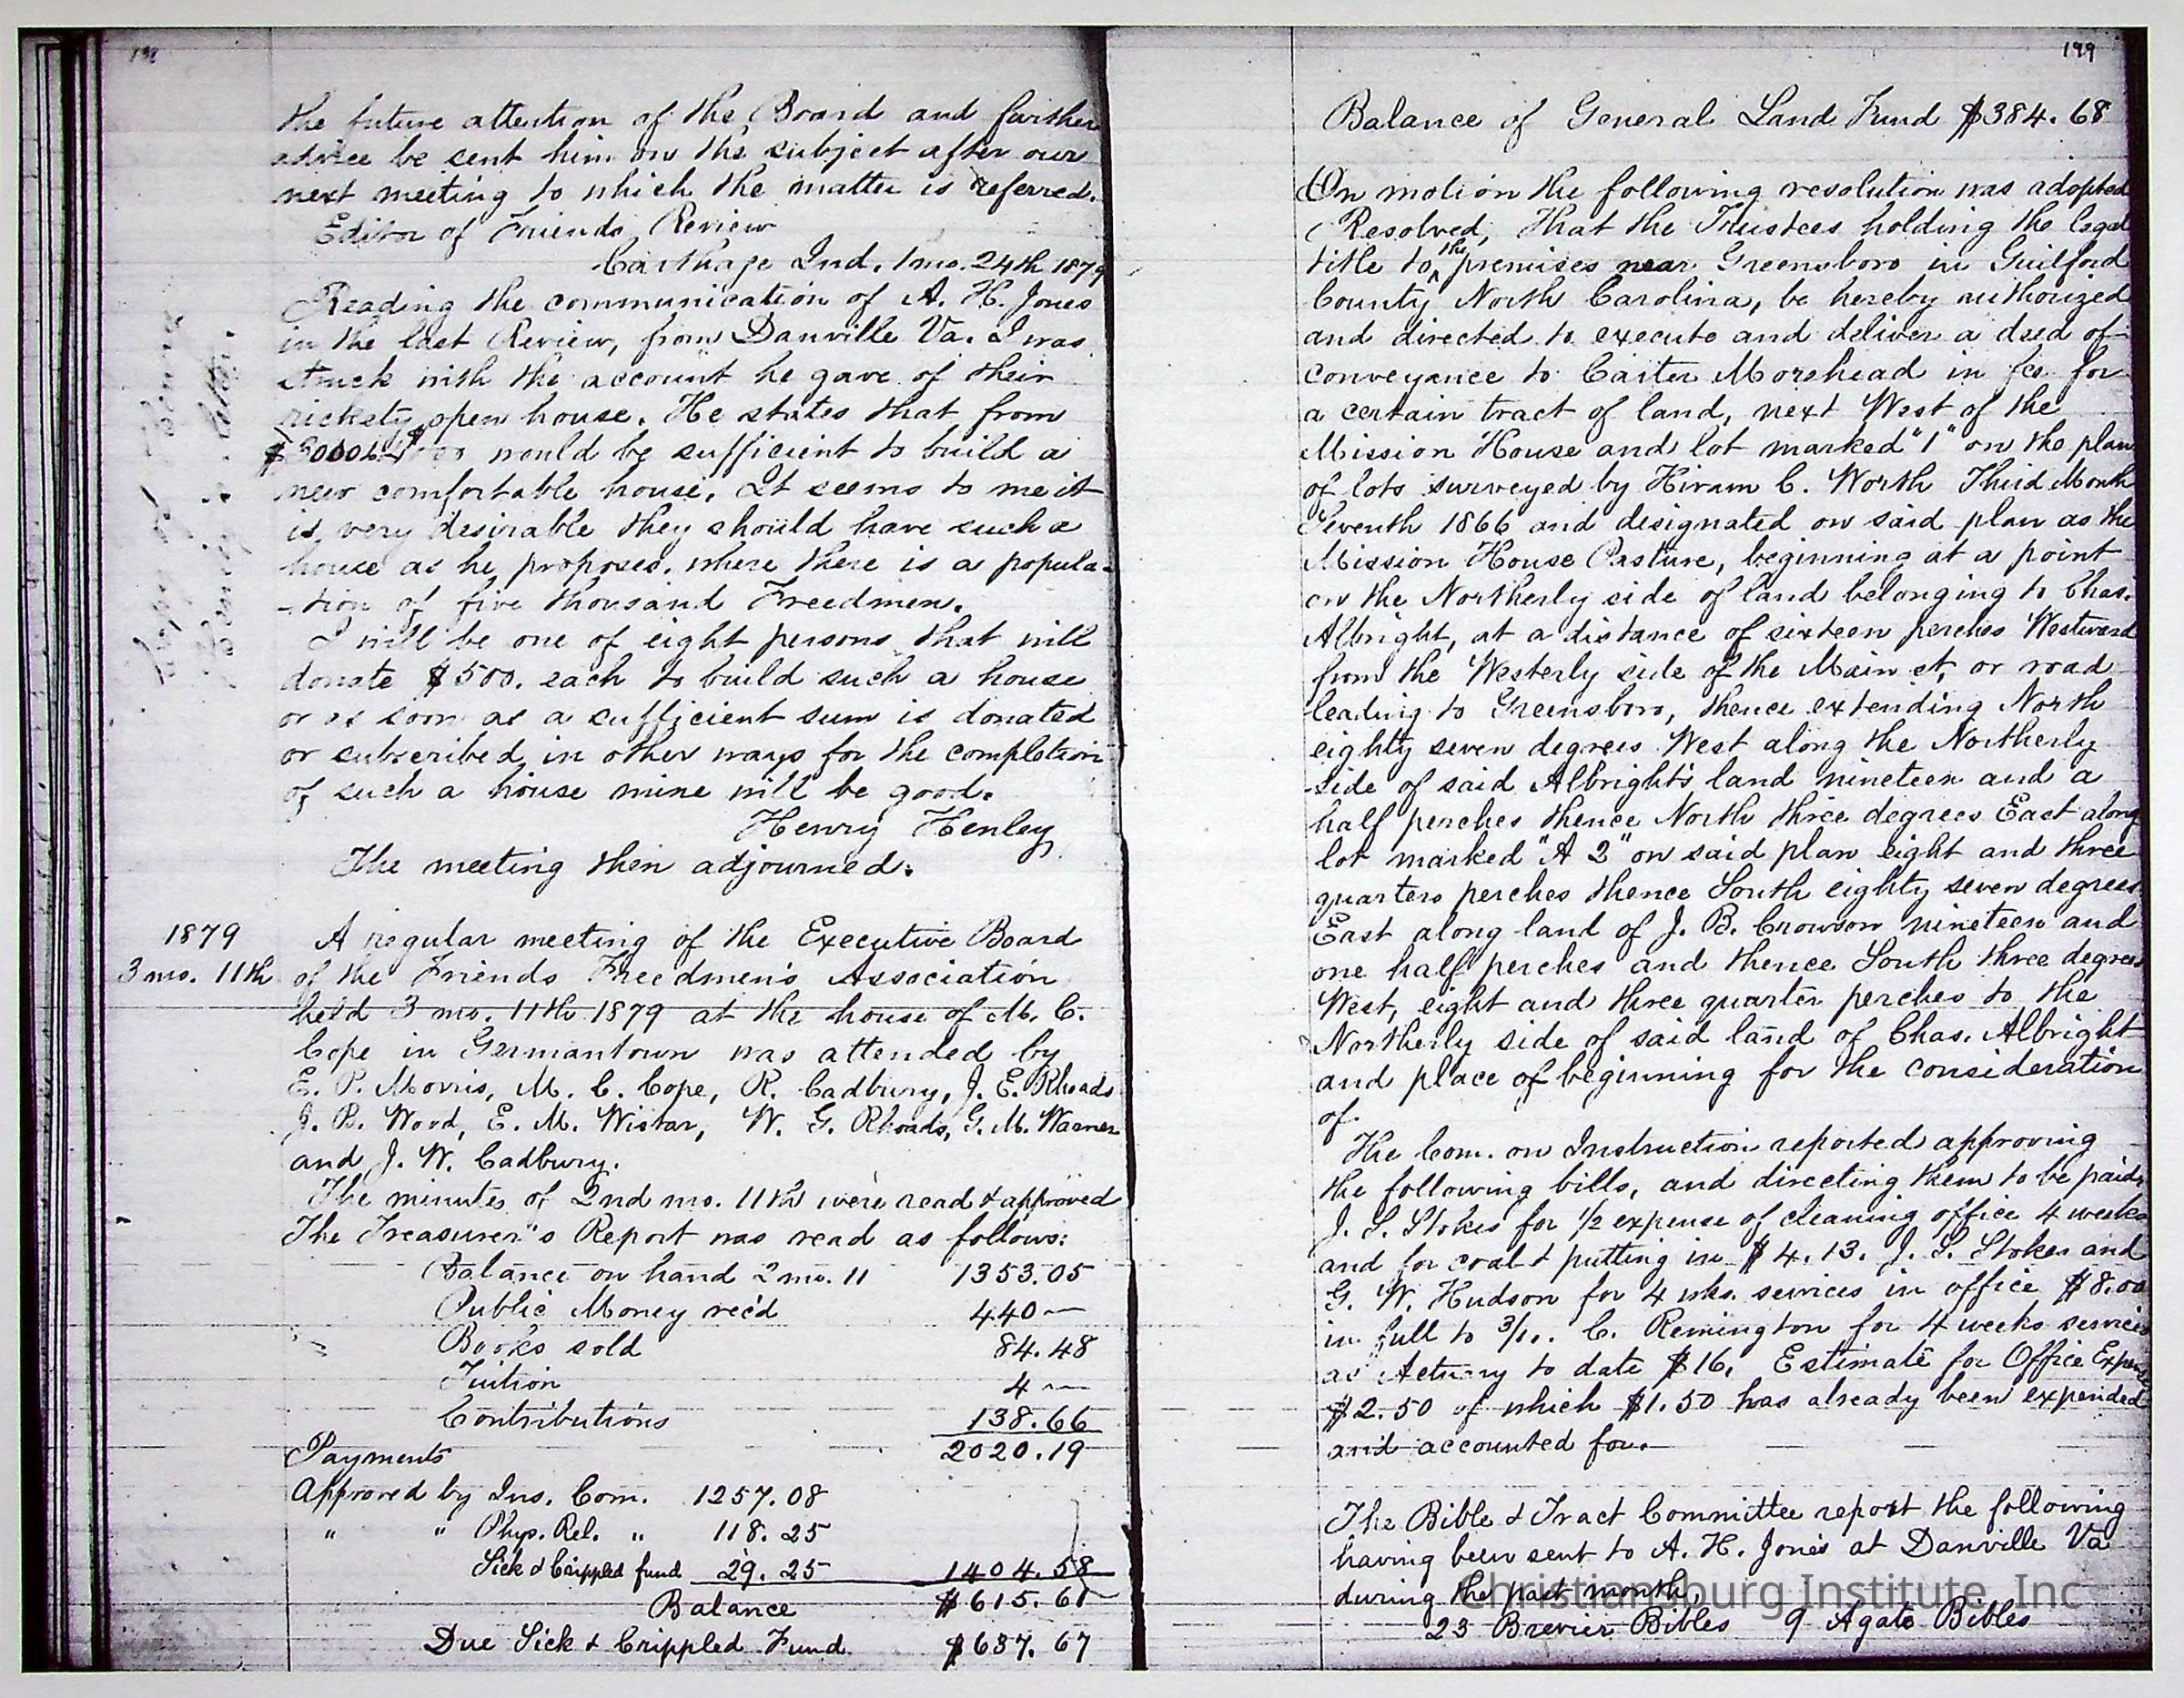 198
the future attention of the Board and further
advice be sent him on the subject after our
next meeting to which the matter is referred.
Editor of Friends Review
Carthage Ind. 1 mo. 24th 1879
Reading the communication of A. H. Jones
in the last Review, from Danville Va. I was
struck with the account he gave of their
rickety open house. He states that from
would be sufficient to build a
new comfortable house. It seems to me it
is very desirable they should have such a
house as he proposes, where there is a popula-
-tion of five thousand Freedmen.
I will be one of eight persons that will
donate $500. each to build such a house
or as soon as a sufficient sum is donated
or subscribed in other ways for the completion
of such a house mine will be good.
Henry Henley
The meeting then adjourned.
1879
3 mo. 11th
A regular meeting of the Executive Board
of the Friends Freedmen's Association
held 3 mo. 11th 1879 at the house of M. C.
Cope in Germantown was attended by
E. P. Morris, M. C. Cope, R. Cadbury, J. E. Rhoads
J. B. Wood, E. M. Wistar, W. G. Rhoads, G. M. Warner
and J. W. Cadbury.
The minutes of 2nd mo. 11th were read & approved
The Treasurer's Report was read as follows:
Balance on hand 2 mo. 11 1353.05
Public Money rec'd 440 —
Books sold 84.48
Tuition 4 —
Contributions 138.66
2020.19
Payments
Approved by Ins. Com. 1257.08
" " Phys. Rel. " 118.25
Sick & Crippled fund 29.25 1404.58
Balance $615.61
Due Sick & Crippled Fund $637.67
199
Balance of General Land Fund $384.68
On motion the following resolution was adopted
Resolved, That the Trustees holding the legal
title to the premises near Greensboro in Guilford
County North Carolina, be hereby authorized
and directed to execute and deliver a deed of
conveyance to Carter Morehead in fee for
a certain tract of land, next West of the
Mission House and lot marked "1" on the plan
of lots surveyed by Hiram C. Worth Third Month
Seventh 1866 and designated on said plan as the
Mission House Pasture, beginning at a point
on the Northerly side of land belonging to Chas.
Albright, at a distance of sixteen perches Westward
from the Westerly side of the Main st, or road
leading to Greensboro, thence extending North
eighty seven degrees West along the Northerly
side of said Albright's land nineteen and a
half perches thence North three degrees East along
lot marked "A 2" on said plan eight and three
quarters perches thence South eighty seven degrees
East along land of J. B. Crowson nineteen and
one half perches and thence South three degrees
West, eight and three quarter perches to the
Northerly side of said land of Chas. Albright
and place of beginning for the consideration
of.
The Com. on Instruction reported approving
the following bills, and directing them to be paid,
J. S. Stokes for 1/2 expense of cleaning office 4 weeks
and for coal & putting in $4.13. J. S. Stokes and
G. W. Hudson for 4 wks. services in office $8.00
in full to 3/11. C. Remington for 4 weeks services
as Actuary to date $16, Estimate for Office Expense
$2.50 of which $1.50 has already been expended
and accounted for.
The Bible & Tract Committee report the following
having been sent to A. H. Jones at Danville Va
during the past month
23 Brevier Bibles 9 Agate Bibles
Christiansburg Institute, Inc